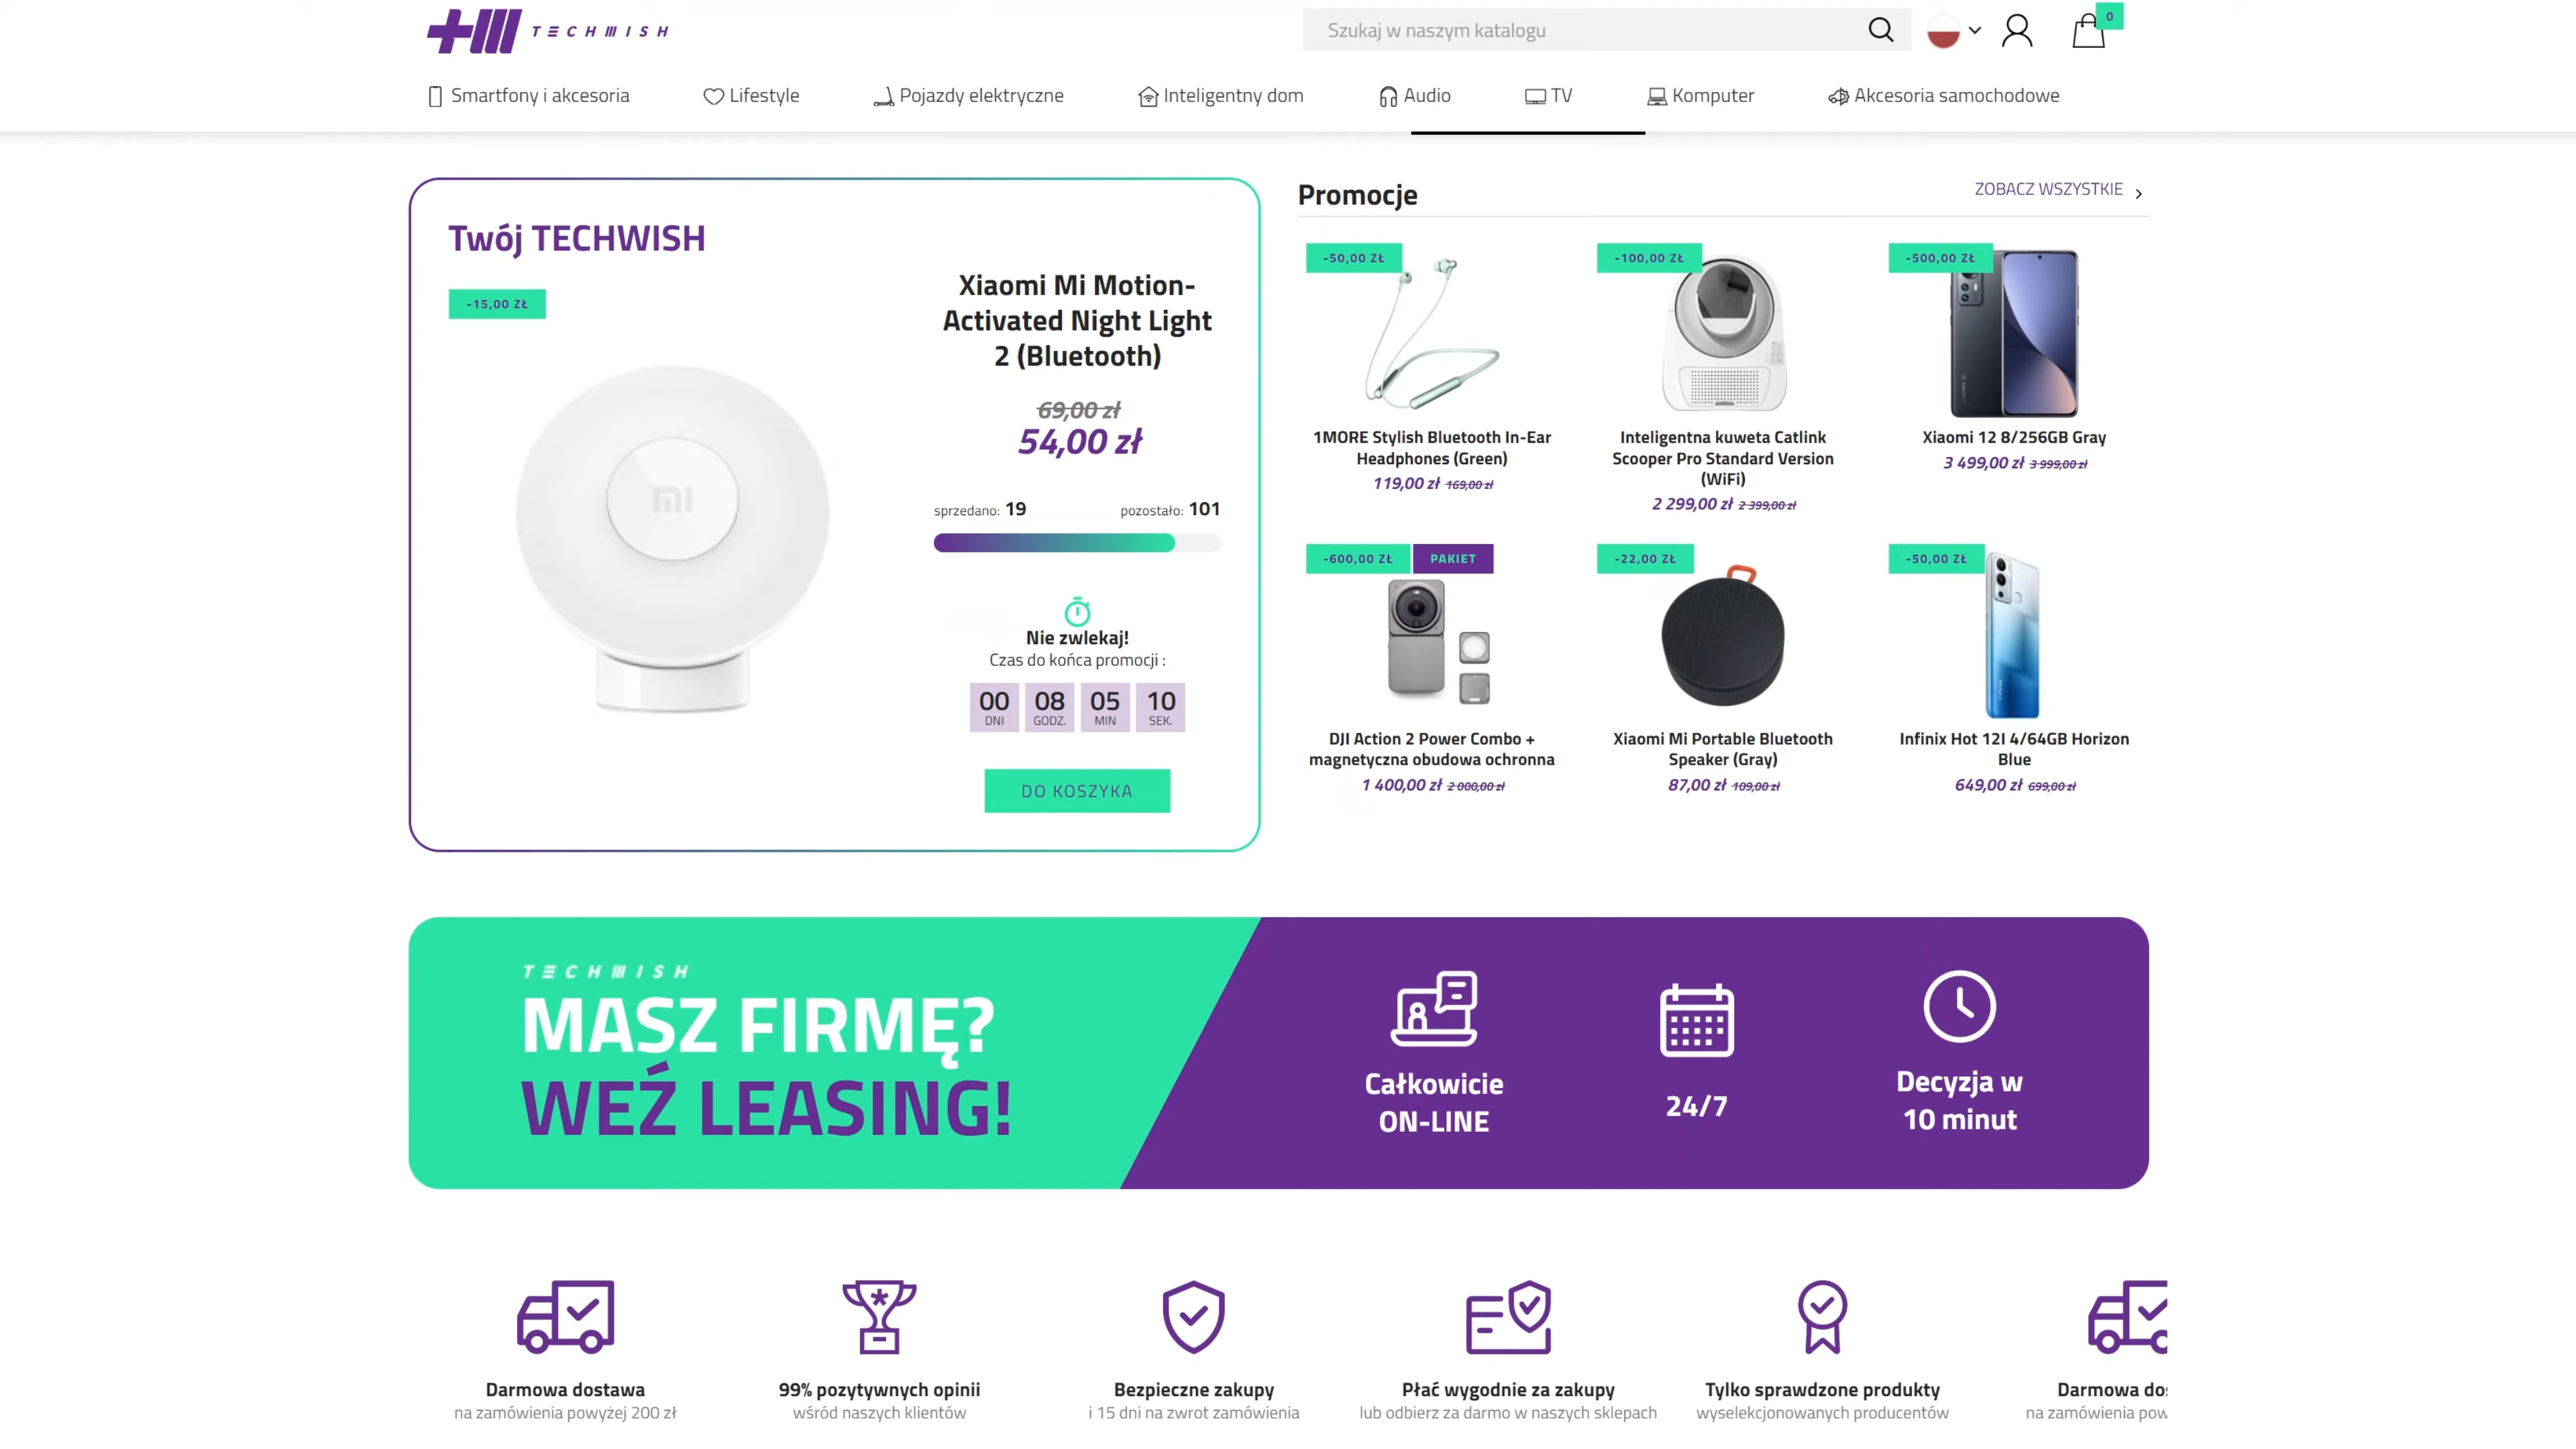 TECHWISH
Szukaj w naszym katalogu
0
Smartfony i akcesoria
Lifestyle
Pojazdy elektryczne
Inteligentny dom
Audio
TV
Komputer
Akcesoria samochodowe
Twój TECHWISH
-15,00 ZŁ
mi
Xiaomi Mi Motion-
Activated Night Light
2 (Bluetooth)
69,00 zł
54,00 zł
sprzedano: 19
pozostało: 101
Nie zwlekaj!
Czas do końca promocji :
00 08 05 10
DNI GODZ. MIN SEK.
DO KOSZYKA
Promocje
ZOBACZ WSZYSTKIE
-50,00 ZŁ
1MORE Stylish Bluetooth In-Ear
Headphones (Green)
119,00 zł 169,00 zł
-100,00 ZŁ
Inteligentna kuweta Catlink
Scooper Pro Standard Version
(WiFi)
2 299,00 zł 2 399,00 zł
-500,00 ZŁ
Xiaomi 12 8/256GB Gray
3 499,00 zł 3 999,00 zł
-600,00 ZŁ PAKIET
DJI Action 2 Power Combo +
magnetyczna obudowa ochronna
1 400,00 zł 2 000,00 zł
-22,00 ZŁ
Xiaomi Mi Portable Bluetooth
Speaker (Gray)
87,00 zł 109,00 zł
-50,00 ZŁ
Infinix Hot 12I 4/64GB Horizon
Blue
649,00 zł 699,00 zł
TECHWISH
MASZ FIRMĘ?
WEŹ LEASING!
Całkowicie
ON-LINE
24/7
Decyzja w
10 minut
Darmowa dostawa
na zamówienia powyżej 200 zł
99% pozytywnych opinii
wśród naszych klientów
Bezpieczne zakupy
i 15 dni na zwrot zamówienia
Płać wygodnie za zakupy
lub odbierz za darmo w naszych sklepach
Tylko sprawdzone produkty
wyselekcjonowanych producentów
Darmowa dos
na zamówienia pow